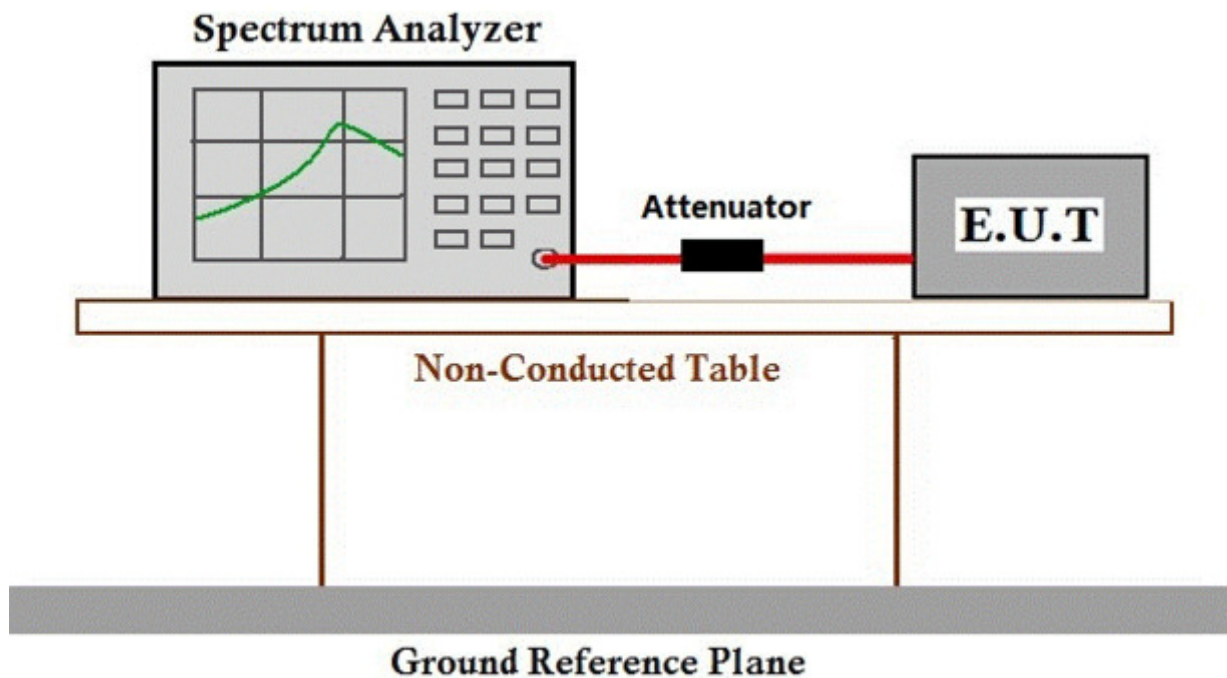 Spectrum Analyzer
Attenuator
E.U.T
Non-Conducted Table
Ground Reference Plane